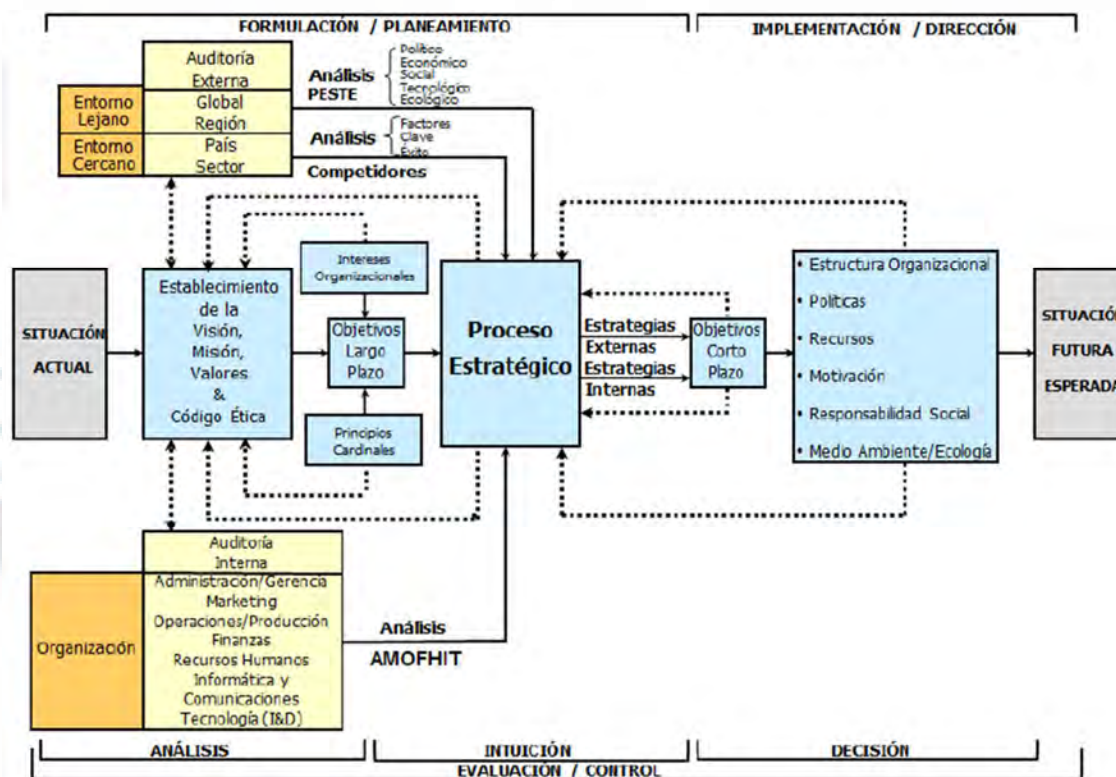 FORMULACIÓN / PLANEAMIENTO
IMPLEMENTACIÓN / DIRECCIÓN
Auditoría
Externa
Entorno
Lejano
Global
Región
Entorno
Cercano
País
Sector
Análisis
PESTE
Político
Económico
Social
Tecnológico
Ecológico
Análisis
Factores
Clave
Éxito
Competidores
SITUACIÓN
ACTUAL
Establecimiento
de la
Visión,
Misión,
Valores
&
Código Ética
Intereses
Organizacionales
Objetivos
Largo
Plazo
Principios
Cardinales
Proceso
Estratégico
Estrategias
Externas
Estrategias
Internas
Objetivos
Corto
Plazo
• Estructura Organizacional
• Políticas
• Recursos
• Motivación
• Responsabilidad Social
• Medio Ambiente/Ecología
SITUACIÓN
FUTURA
ESPERADA
Auditoría
Interna
Organización
Administración/Gerencia
Marketing
Operaciones/Producción
Finanzas
Recursos Humanos
Informática y
Comunicaciones
Tecnología (I&D)
Análisis
AMOFHIT
ANÁLISIS
INTUICIÓN
DECISIÓN
EVALUACIÓN / CONTROL